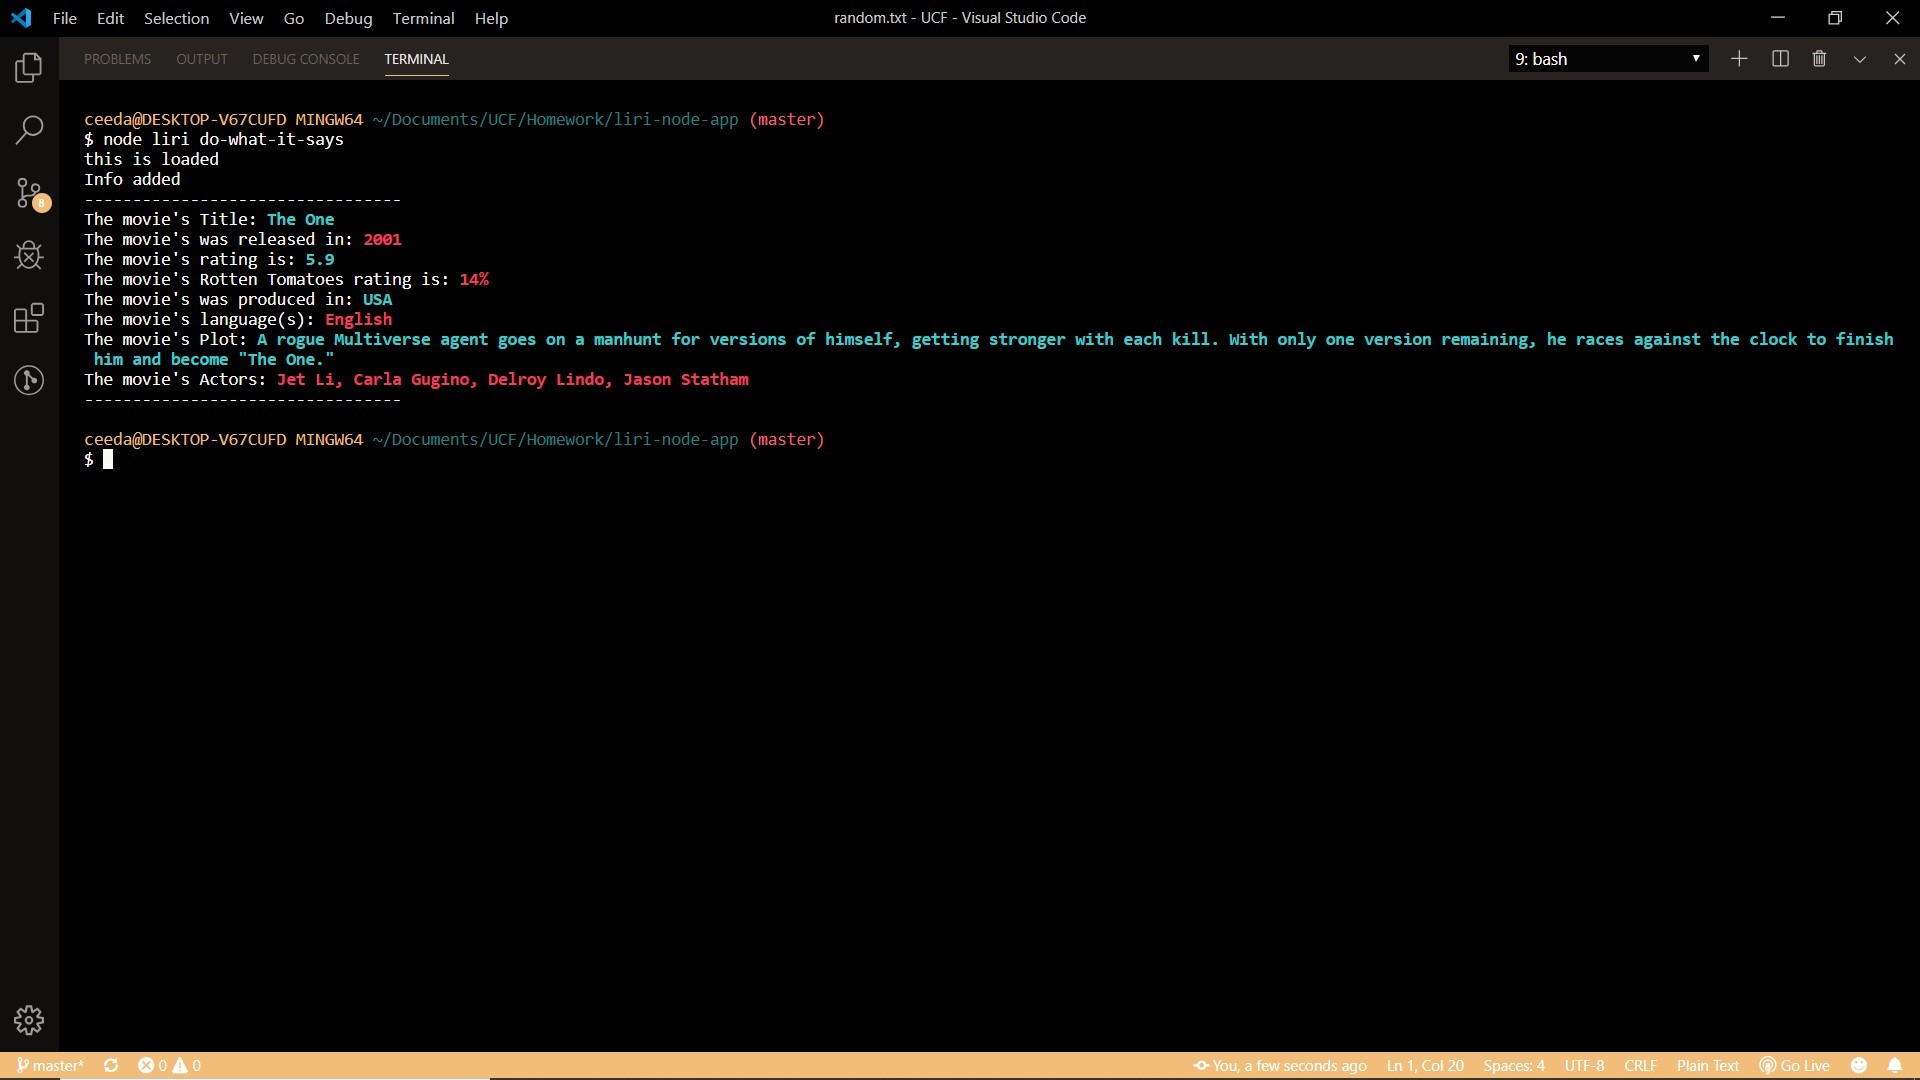 File Edit Selection View Go Debug Terminal Help random.txt - UCF - Visual Studio Code
PROBLEMS OUTPUT DEBUG CONSOLE TERMINAL 9: bash
ceeda@DESKTOP-V67CUFD MINGW64 ~/Documents/UCF/Homework/liri-node-app (master)
$ node liri do-what-it-says
this is loaded
Info added
---------------------------------
The movie's Title: The One
The movie's was released in: 2001
The movie's rating is: 5.9
The movie's Rotten Tomatoes rating is: 14%
The movie's was produced in: USA
The movie's language(s): English
The movie's Plot: A rogue Multiverse agent goes on a manhunt for versions of himself, getting stronger with each kill. With only one version remaining, he races against the clock to finish
him and become "The One."
The movie's Actors: Jet Li, Carla Gugino, Delroy Lindo, Jason Statham
---------------------------------
ceeda@DESKTOP-V67CUFD MINGW64 ~/Documents/UCF/Homework/liri-node-app (master)
$
8
master* 0 0 You, a few seconds ago Ln 1, Col 20 Spaces: 4 UTF-8 CRLF Plain Text Go Live